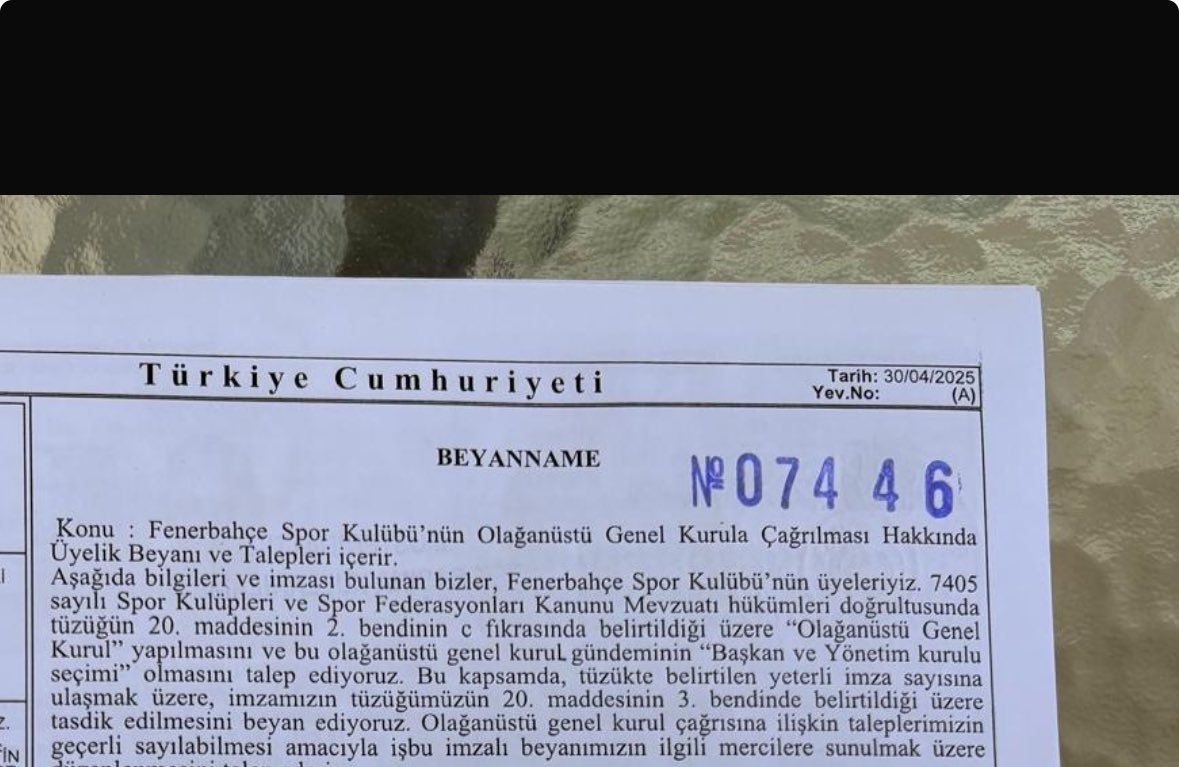 Türkiye Cumhuriyeti
Tarih: 30/04/2025
Yev.No: (A)
BEYANNAME
№ 07446
Konu : Fenerbahçe Spor Kulübü’nün Olağanüstü Genel Kurula Çağrılması Hakkında
Üyelik Beyanı ve Talepleri içerir.
Aşağıda bilgileri ve imzası bulunan bizler, Fenerbahçe Spor Kulübü’nün üyeleriyiz. 7405
sayılı Spor Kulüpleri ve Spor Federasyonları Kanunu Mevzuatı hükümleri doğrultusunda
tüzüğün 20. maddesinin 2. bendinin c fıkrasında belirtildiği üzere “Olağanüstü Genel
Kurul” yapılmasını ve bu olağanüstü genel kurul gündeminin “Başkan ve Yönetim kurulu
seçimi” olmasını talep ediyoruz. Bu kapsamda, tüzükte belirtilen yeterli imza sayısına
ulaşmak üzere, imzamızın tüzüğümüzün 20. maddesinin 3. bendinde belirtildiği üzere
tasdik edilmesini beyan ediyoruz. Olağanüstü genel kurul çağrısına ilişkin taleplerimizin
geçerli sayılabilmesi amacıyla işbu imzalı beyanımızın ilgili mercilere sunulmak üzere